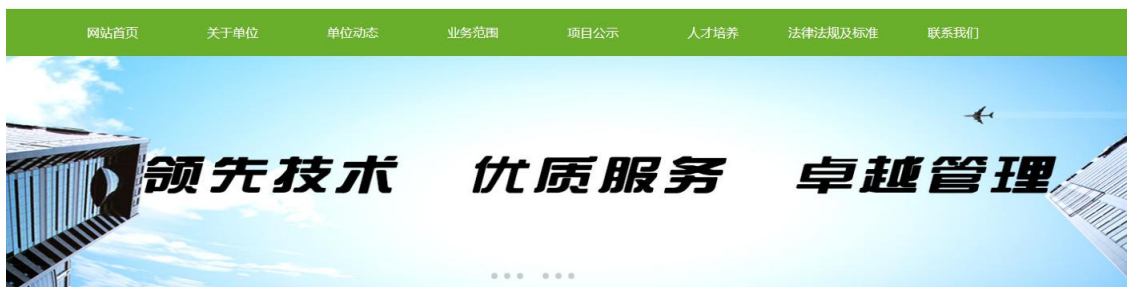 网站首页 关于单位 单位动态 业务范围 项目公示 人才培养 法律法规及标准 联系我们
领先技术 优质服务 卓越管理